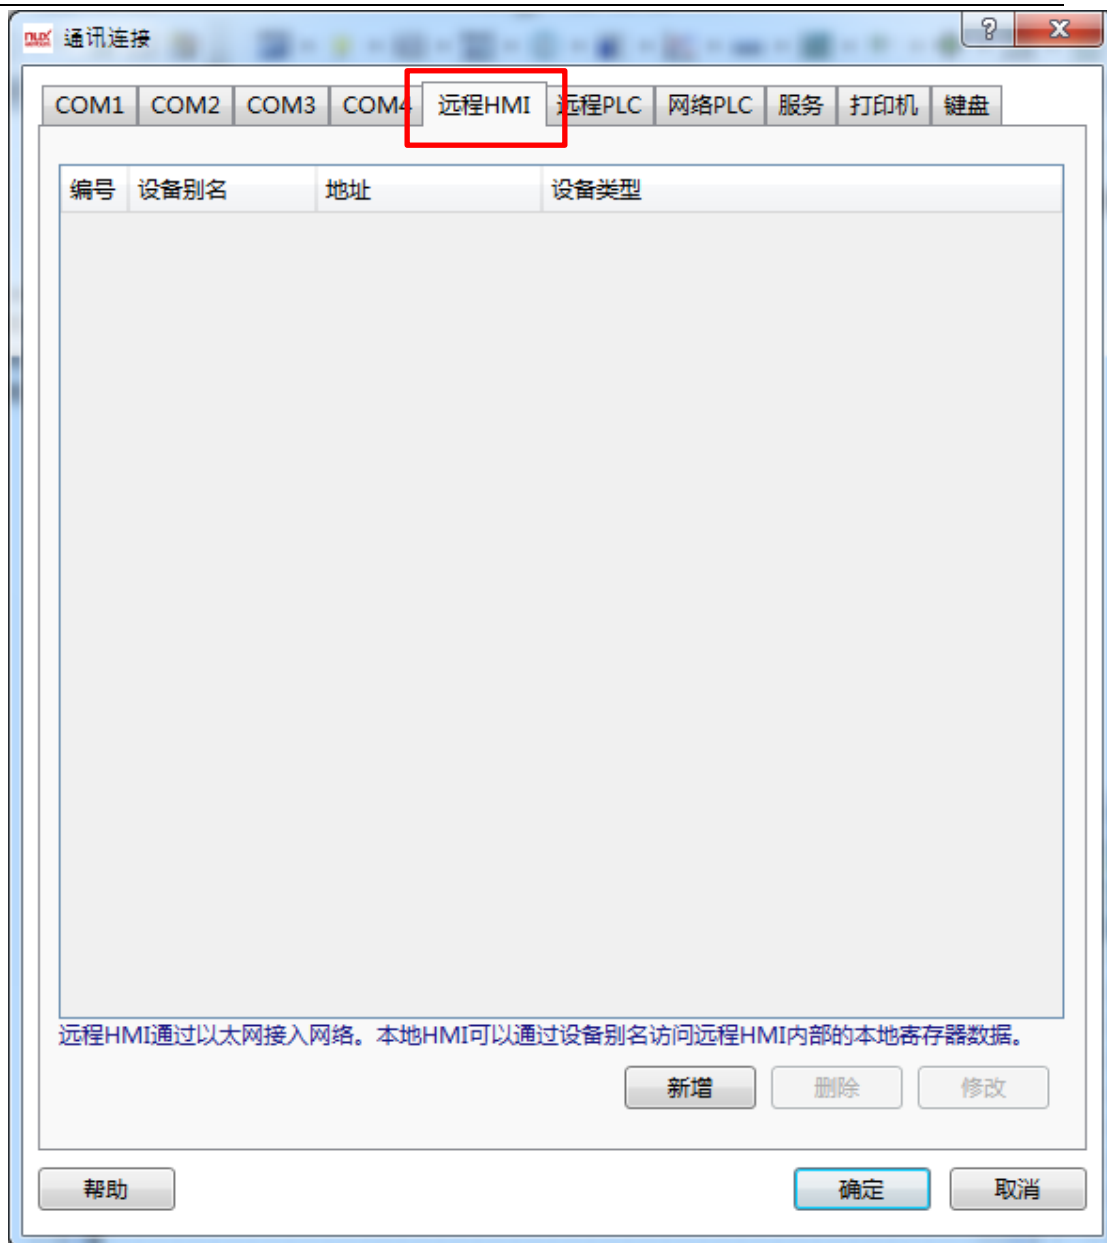 通讯连接
COM1 COM2 COM3 COM4 远程HMI 远程PLC 网络PLC 服务 打印机 键盘
编号 设备别名 地址 设备类型
远程HMI通过以太网接入网络。本地HMI可以通过设备别名访问远程HMI内部的本地寄存器数据。
新增 删除 修改
帮助 确定 取消